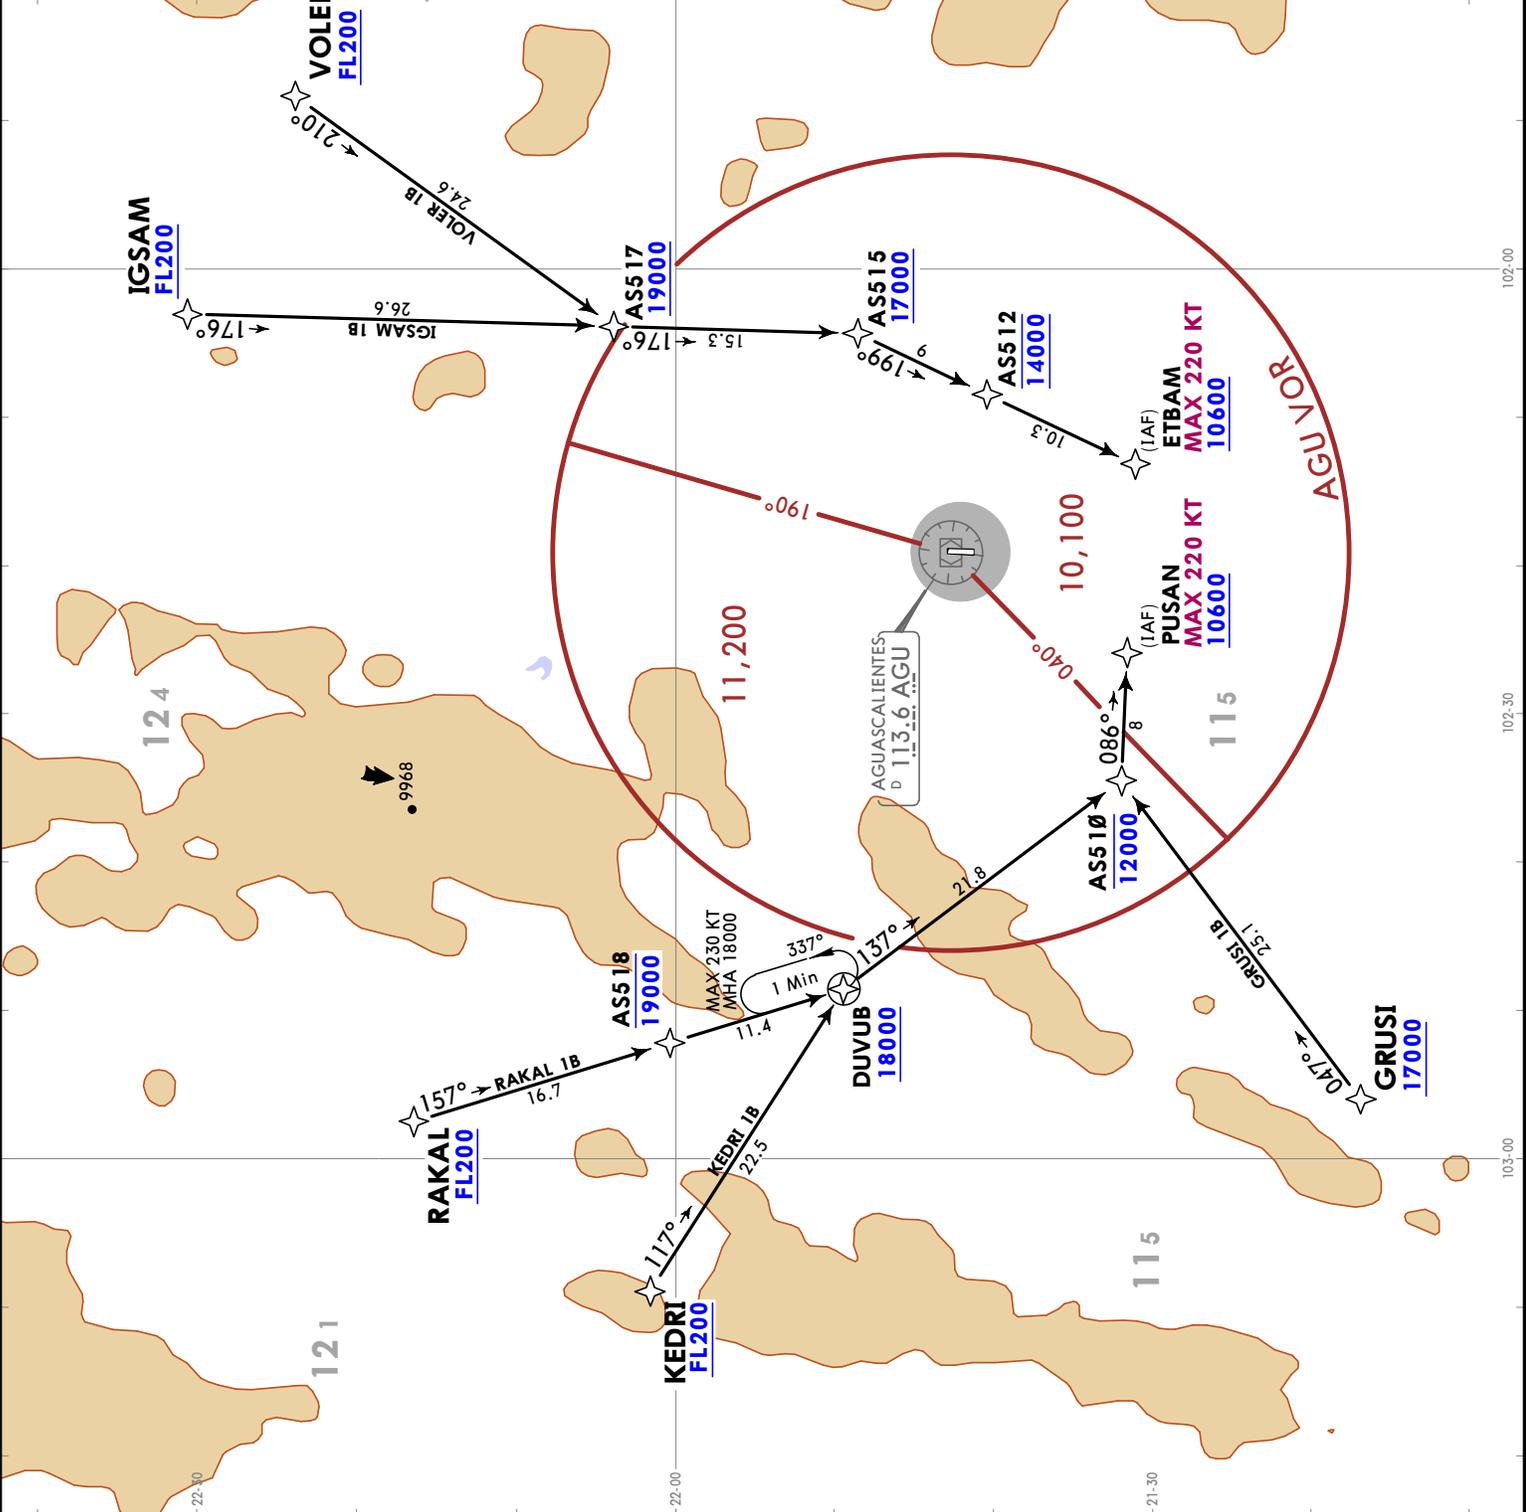 VOLER
FL200
210°
24.6
VOLER 1B
IGSAM
FL200
176°
26.6
IGSAM 1B
AS517
19000
176°
15.3
AS515
17000
199°
9
AS512
14000
10.3
(IAF)
ETBAM
MAX 220 KT
10600
AGU VOR
102-00
190°
10,100
11,200
040°
AGUASCALIENTES
D 113.6 AGU
(IAF)
PUSAN
MAX 220 KT
10600
086°
8
AS510
12000
115
102-30
124
9968
AS518
19000
MAX 230 KT
MHA 18000
337°
1 Min
11.4
137°
21.8
DUVUB
18000
157°
RAKAL 1B
16.7
RAKAL
FL200
KEDRI 1B
22.5
117°
KEDRI
FL200
GRUSI 1B
25.1
047°
GRUSI
17000
103-00
121
115
22-30
22-00
21-30